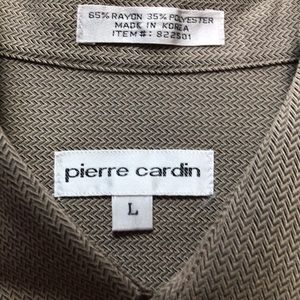 65% RAYON 35% POLYESTER
MADE IN KOREA
ITEM#: 822501
pierre cardin
L